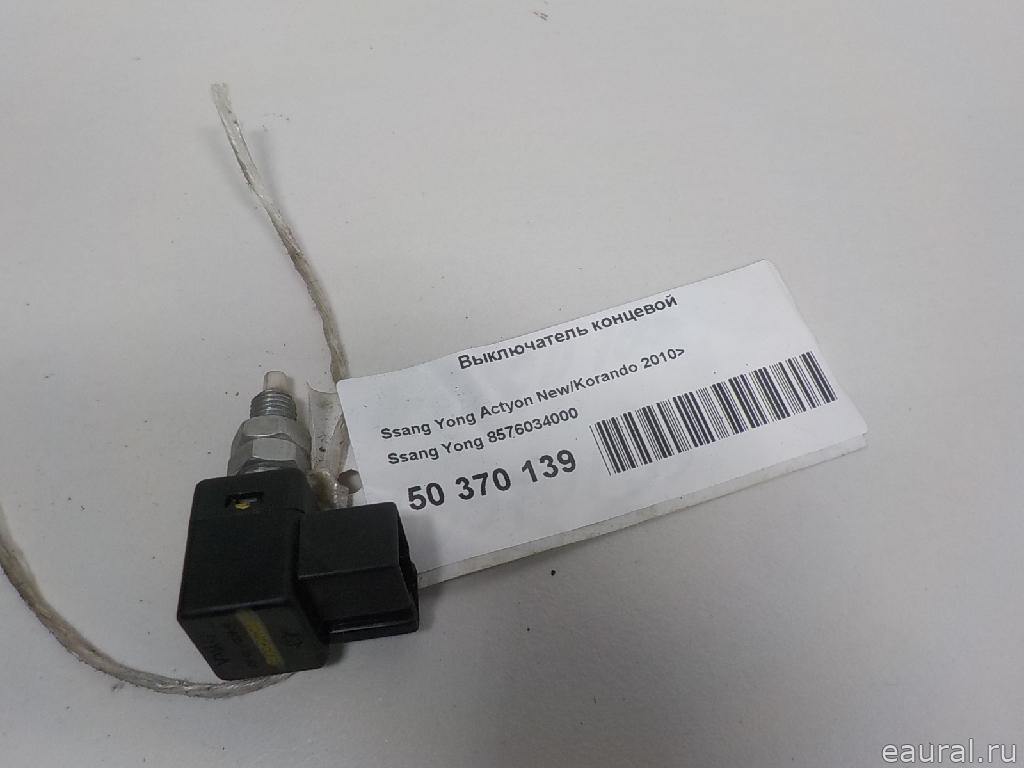 Выключатель концевой
Ssang Yong Actyon New/Korando 2010>
Ssang Yong 8576034000
50 370 139
eaural.ru